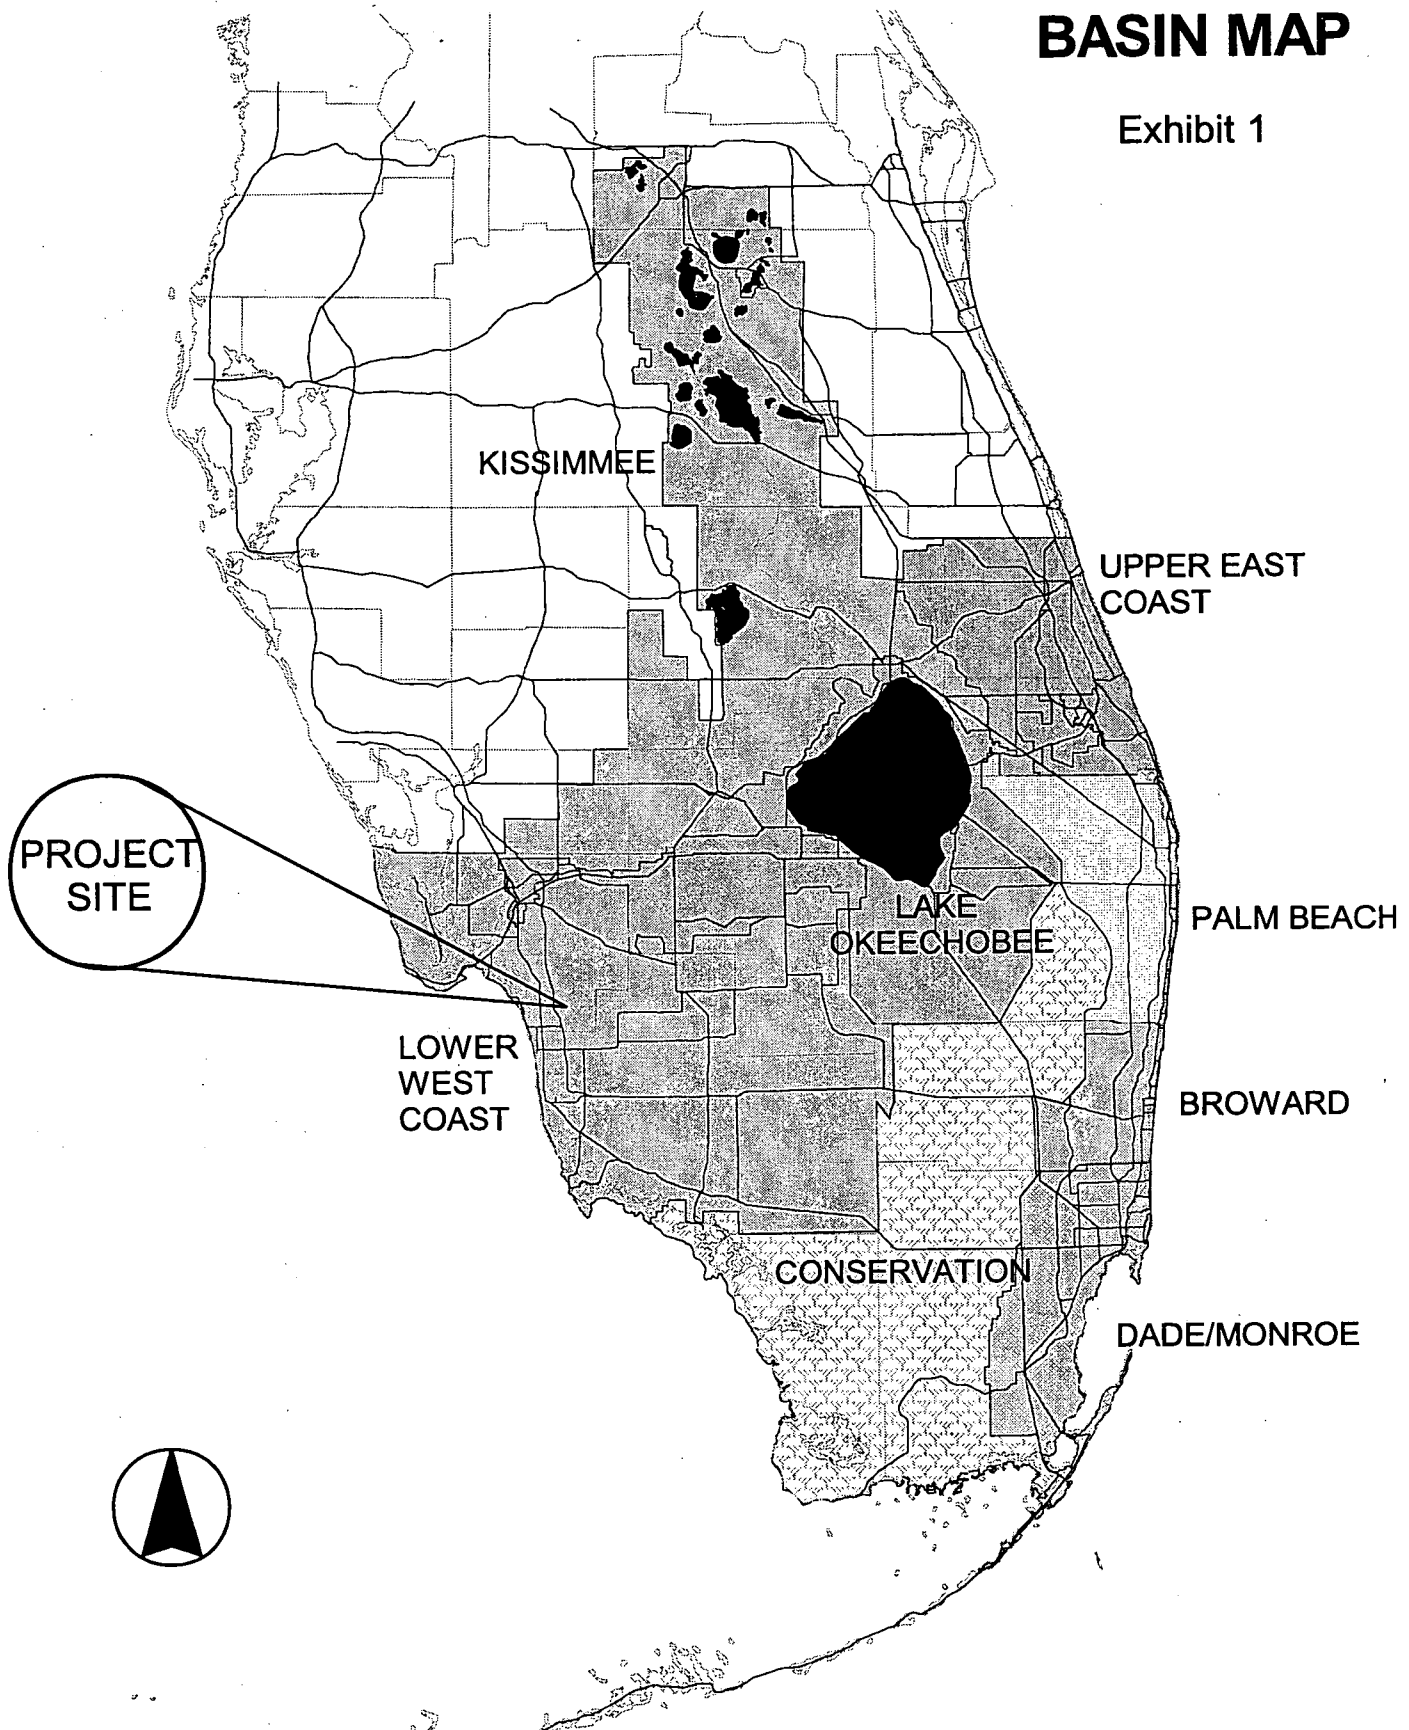 BASIN MAP
Exhibit 1
KISSIMMEE
UPPER EAST
COAST
PROJECT
SITE
LAKE
OKEECHOBEE
PALM BEACH
LOWER
WEST
COAST
BROWARD
CONSERVATION
DADE/MONROE